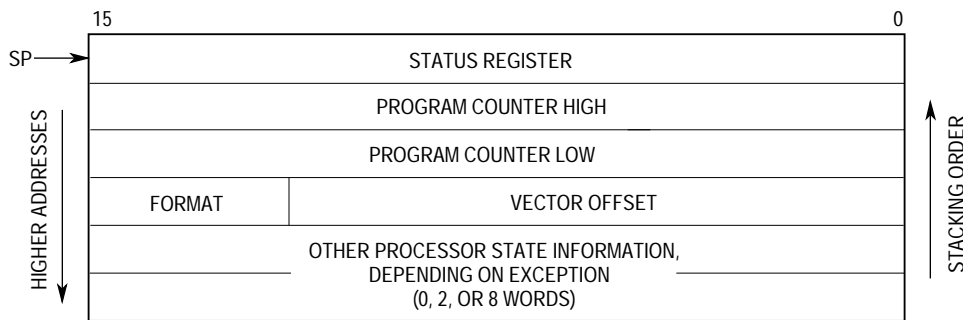 15 0
SP
STATUS REGISTER
PROGRAM COUNTER HIGH
PROGRAM COUNTER LOW
FORMAT VECTOR OFFSET
OTHER PROCESSOR STATE INFORMATION,
DEPENDING ON EXCEPTION
(0, 2, OR 8 WORDS)
HIGHER ADDRESSES
STACKING ORDER